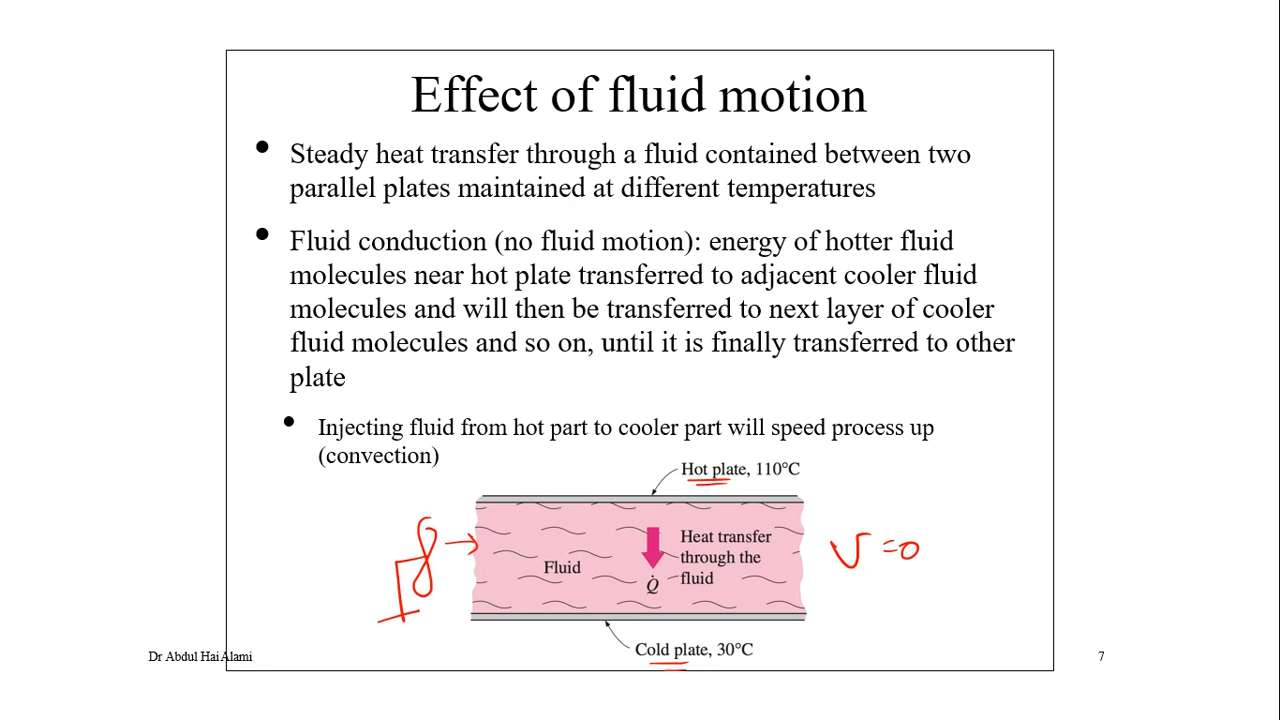 Effect of fluid motion
• Steady heat transfer through a fluid contained between two
parallel plates maintained at different temperatures
• Fluid conduction (no fluid motion): energy of hotter fluid
molecules near hot plate transferred to adjacent cooler fluid
molecules and will then be transferred to next layer of cooler
fluid molecules and so on, until it is finally transferred to other
plate
• Injecting fluid from hot part to cooler part will speed process up
(convection)
Hot plate, 110°C
Heat transfer
through the
fluid
Fluid
Q̇
V=0
Cold plate, 30°C
Dr Abdul Hai Alami
7